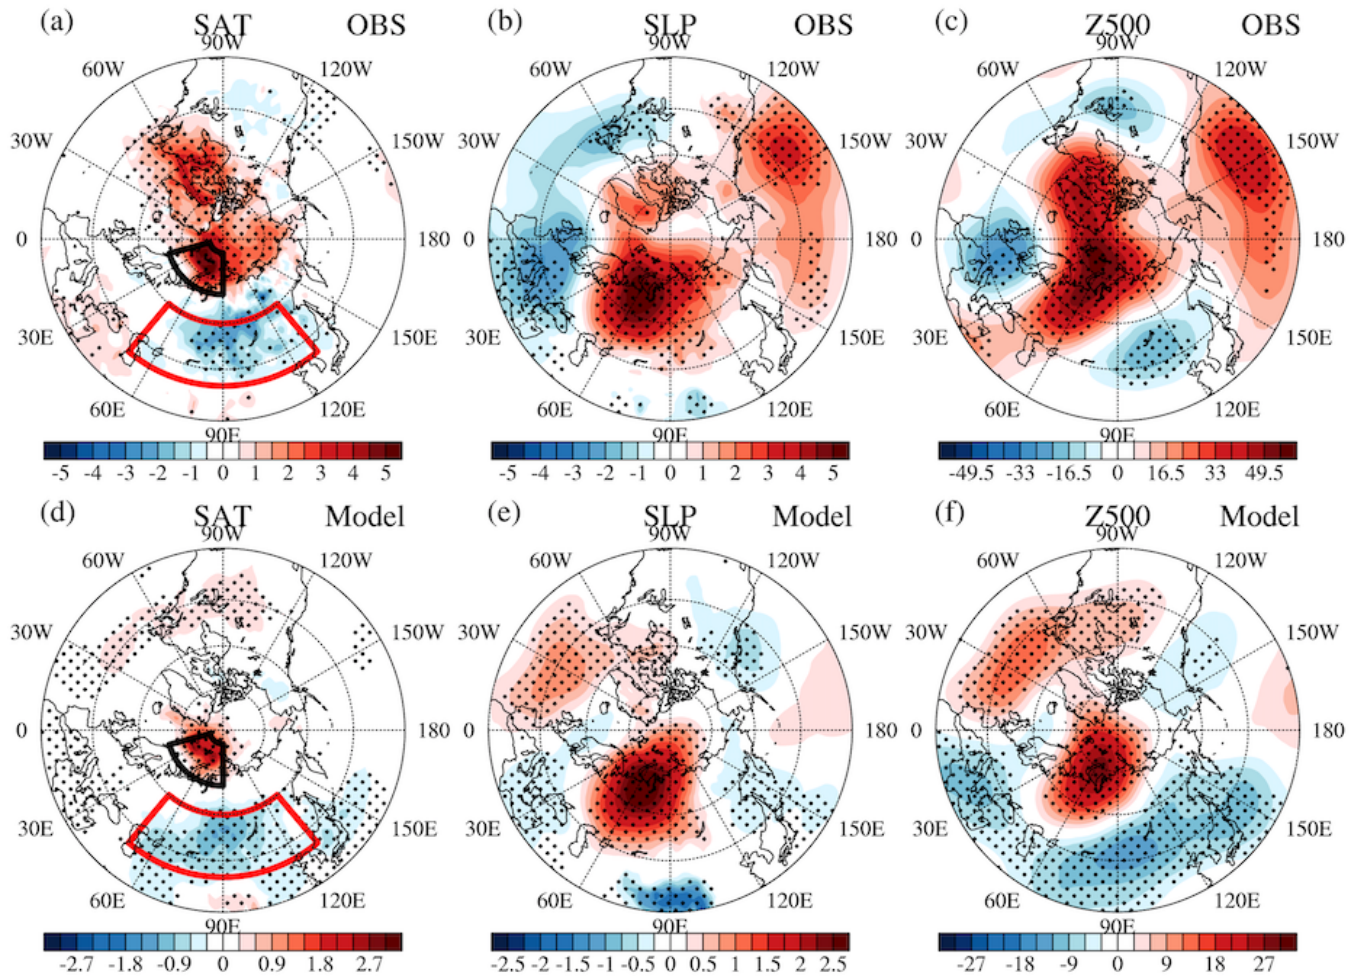 (a) SAT OBS (b) SLP OBS (c) Z500 OBS
90W 90W 90W
60W 120W 60W 120W 60W 120W
30W 150W 30W 150W 30W 150W
0 180 0 180 0 180
30E 150E 30E 150E 30E 150E
60E 120E 60E 120E 60E 120E
90E 90E 90E
-5 -4 -3 -2 -1 0 1 2 3 4 5 -5 -4 -3 -2 -1 0 1 2 3 4 5 -49.5 -33 -16.5 0 16.5 33 49.5
(d) SAT Model (e) SLP Model (f) Z500 Model
90W 90W 90W
60W 120W 60W 120W 60W 120W
30W 150W 30W 150W 30W 150W
0 180 0 180 0 180
30E 150E 30E 150E 30E 150E
60E 120E 60E 120E 60E 120E
90E 90E 90E
-2.7 -1.8 -0.9 0 0.9 1.8 2.7 -2.5 -2 -1.5 -1 -0.5 0 0.5 1 1.5 2 2.5 -27 -18 -9 0 9 18 27